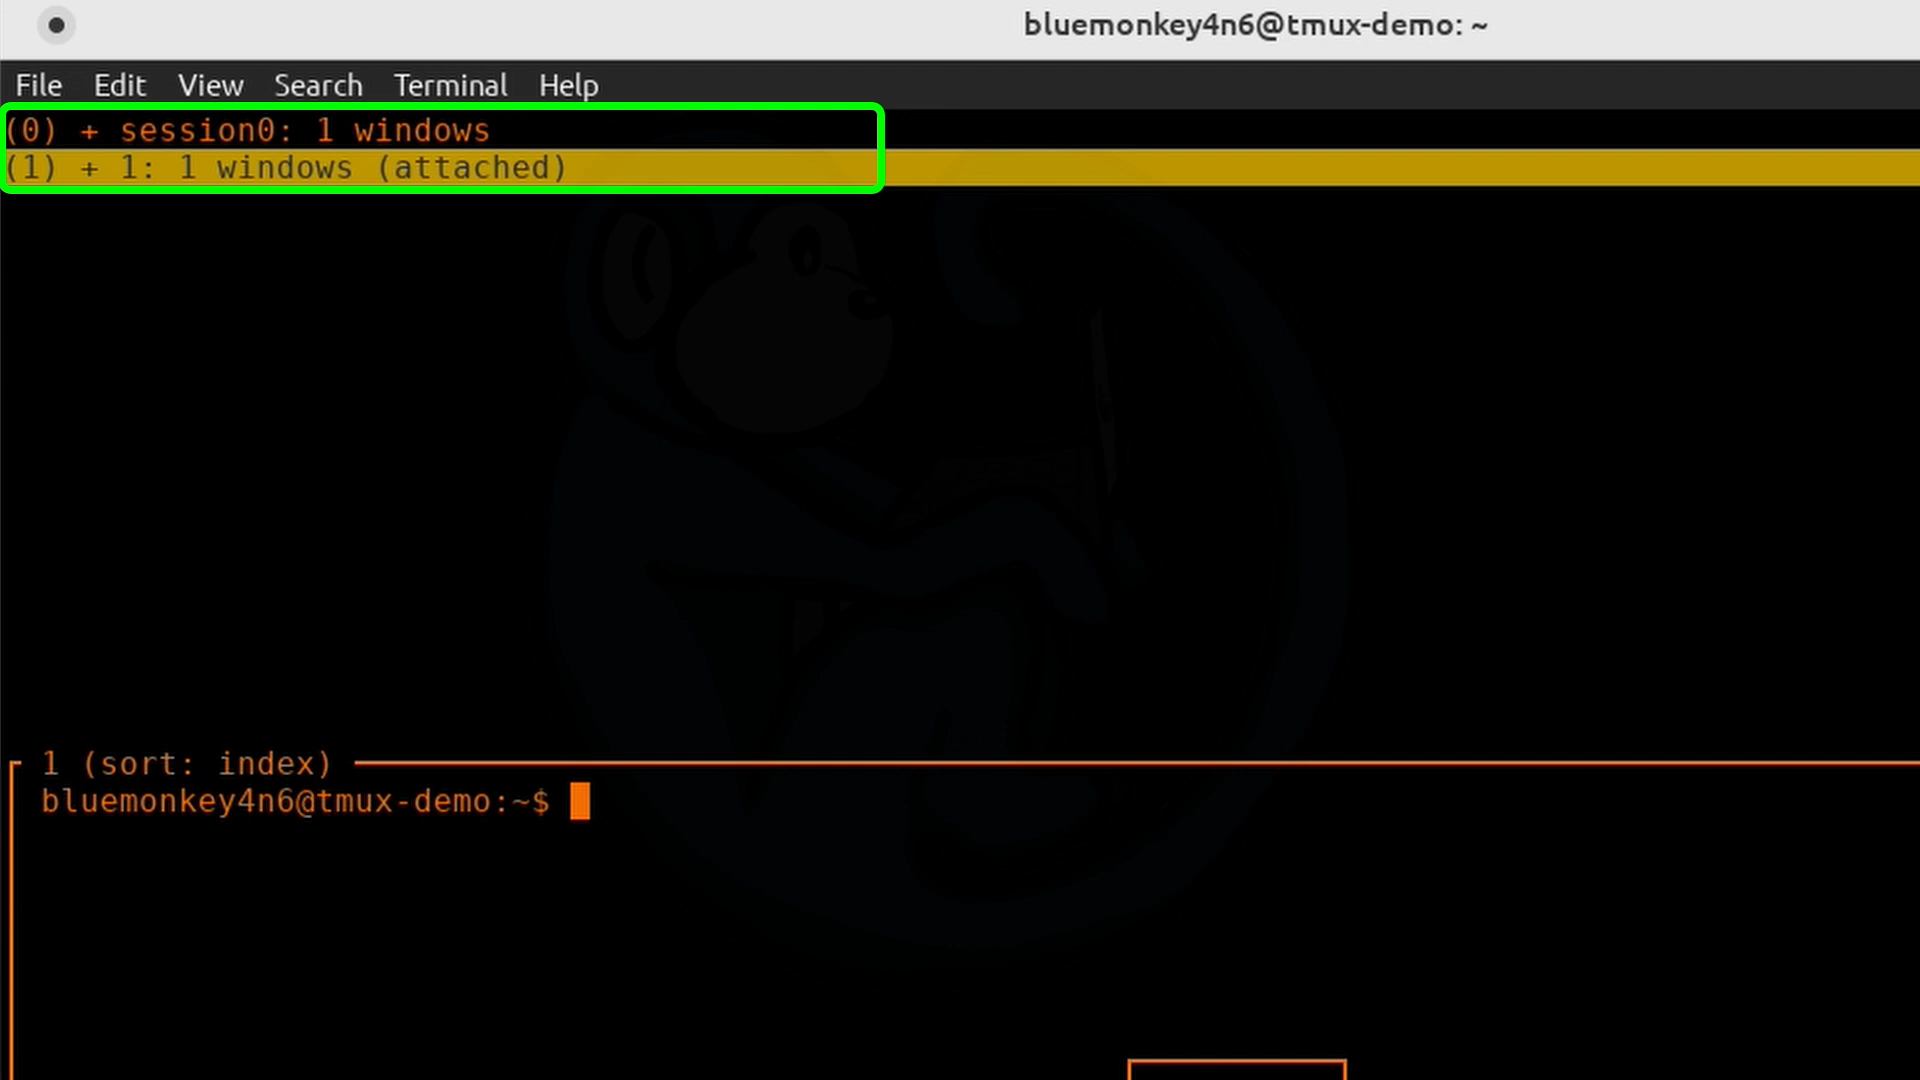 bluemonkey4n6@tmux-demo: ~
File Edit View Search Terminal Help
(0) + session0: 1 windows
(1) + 1: 1 windows (attached)
1 (sort: index)
bluemonkey4n6@tmux-demo:~$